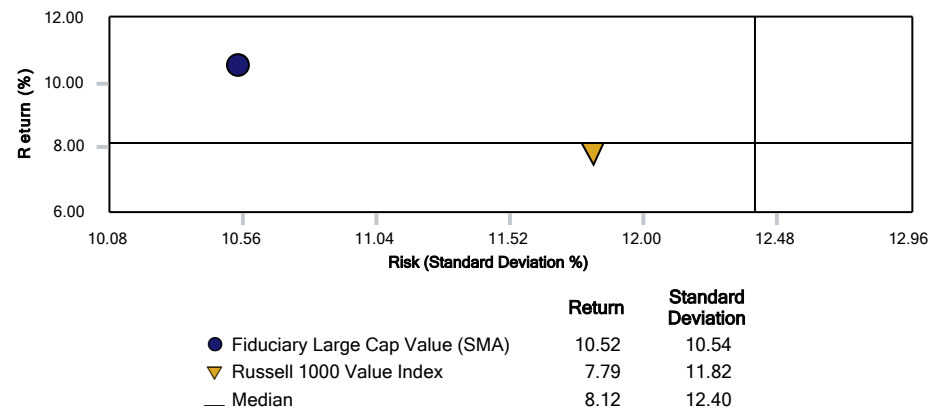 12.00
10.00
8.00
6.00
Return (%)
10.08 10.56 11.04 11.52 12.00 12.48 12.96
Risk (Standard Deviation %)
Return Standard Deviation
Fiduciary Large Cap Value (SMA) 10.52 10.54
Russell 1000 Value Index 7.79 11.82
Median 8.12 12.40